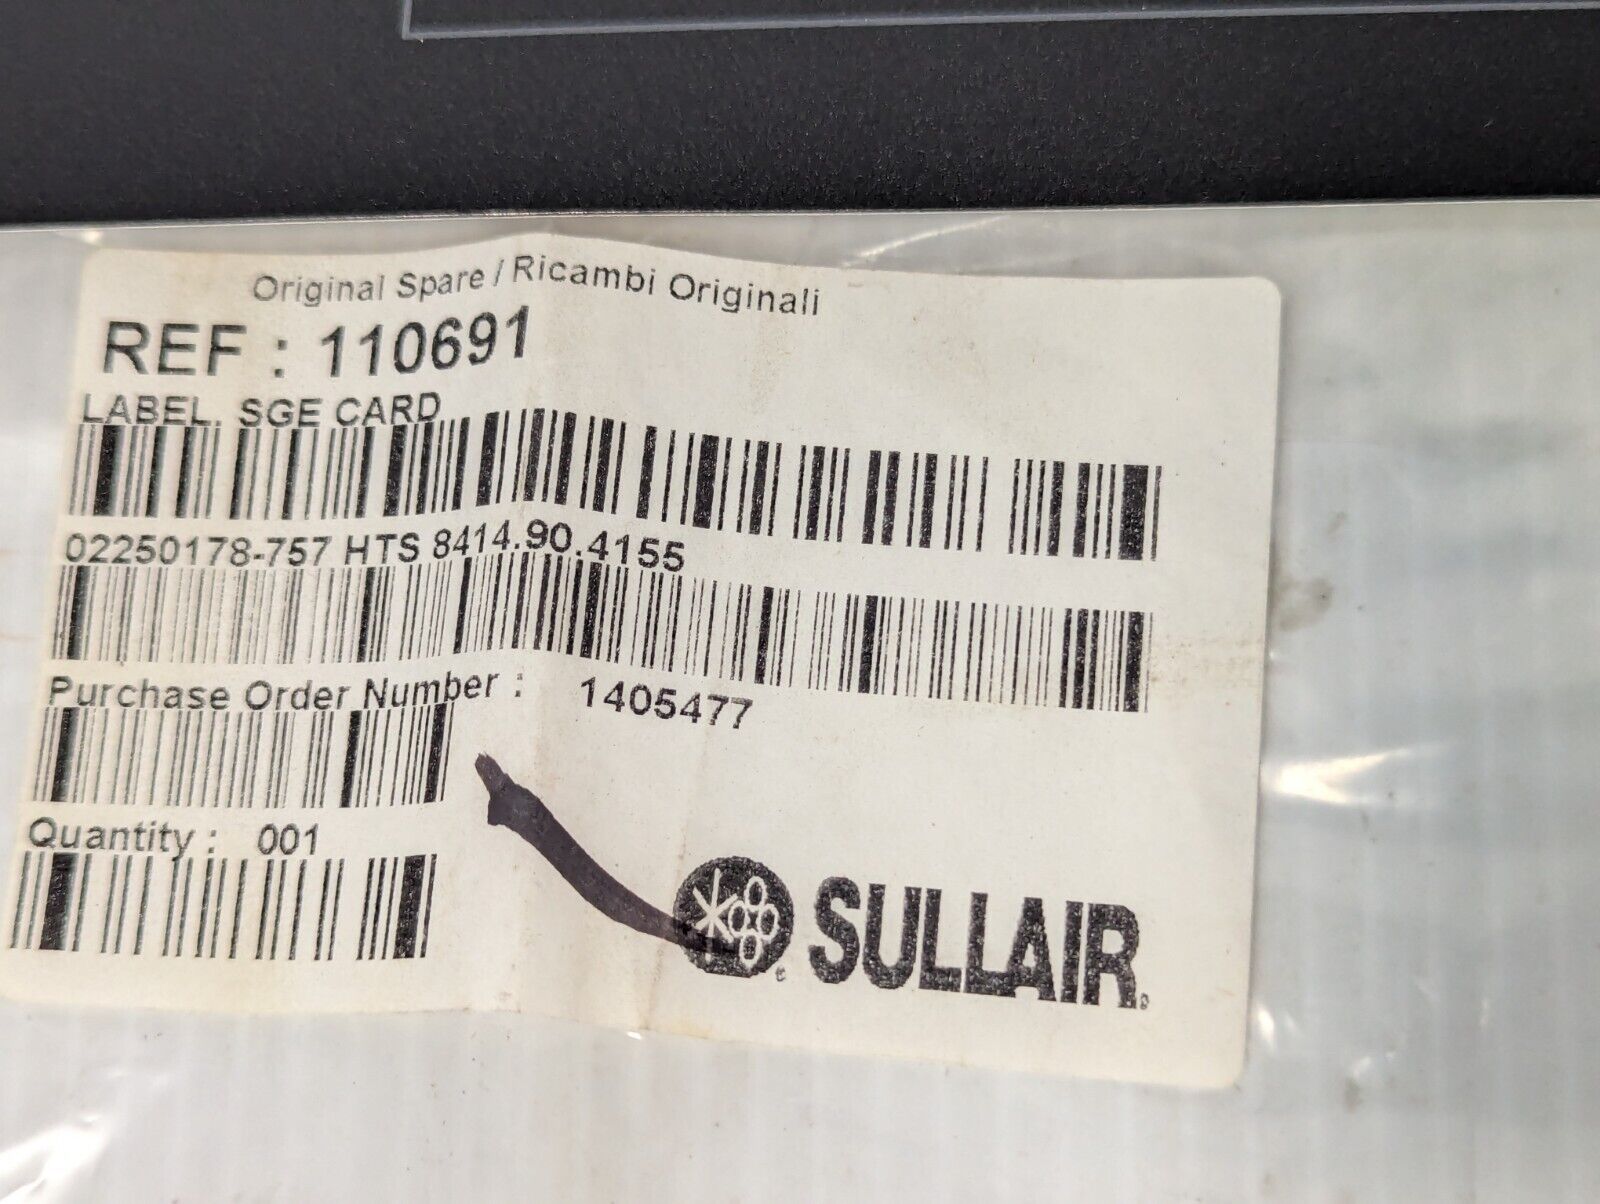 Original Spare / Ricambi Originali
REF : 110691
LABEL, SGE CARD
02250178-757 HTS 8414.90.4155
Purchase Order Number : 1405477
Quantity : 001
SULLAIR